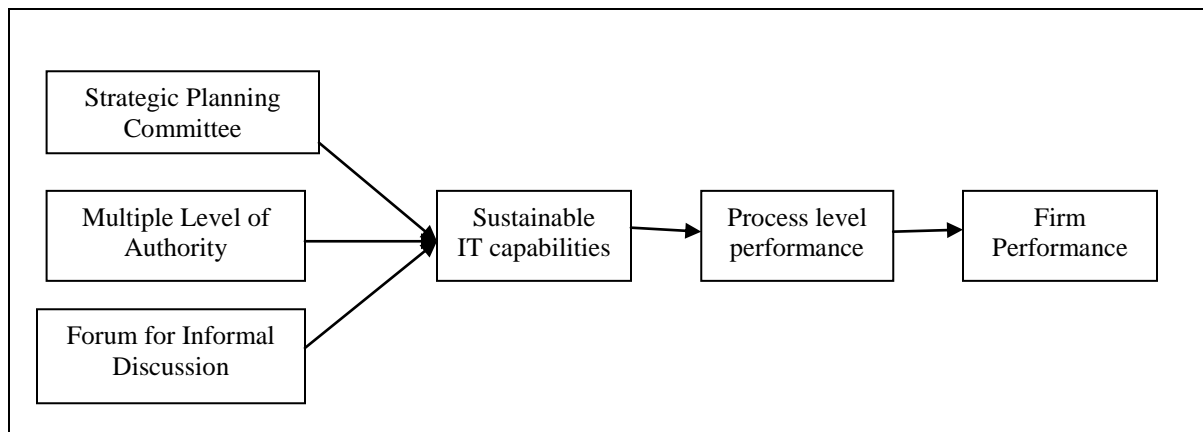 Strategic Planning
Committee
Multiple Level of
Authority
Forum for Informal
Discussion
Sustainable
IT capabilities
Process level
performance
Firm
Performance